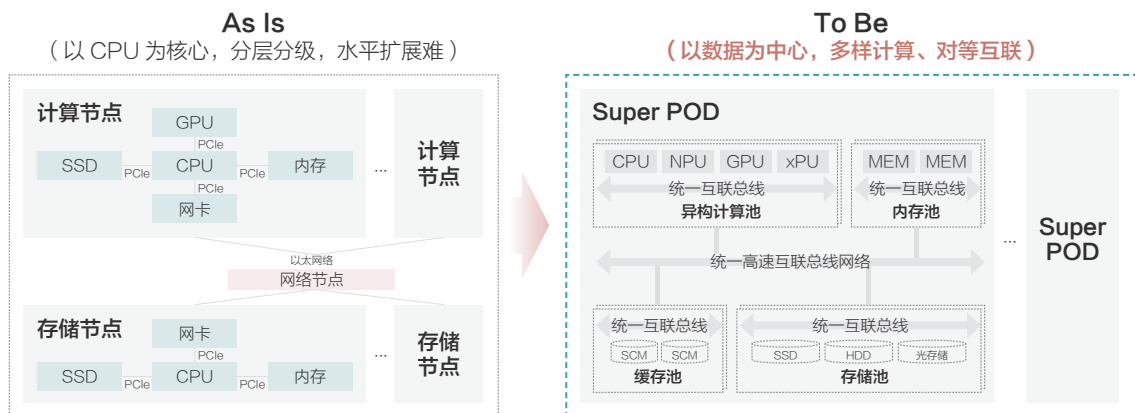 As Is
（以 CPU 为核心，分层分级，水平扩展难）
计算节点
GPU
PCIe
SSD
PCIe
CPU
PCIe
内存
PCIe
网卡
...
计算
节点
以太网络
网络节点
存储节点
网卡
PCIe
SSD
PCIe
CPU
PCIe
内存
...
存储
节点
To Be
（以数据为中心，多样计算、对等互联）
Super POD
CPU NPU GPU xPU
统一互联总线
异构计算池
MEM MEM
统一互联总线
内存池
统一高速互联总线网络
统一互联总线
SCM SCM
缓存池
统一互联总线
SSD HDD 光存储
存储池
...
Super
POD